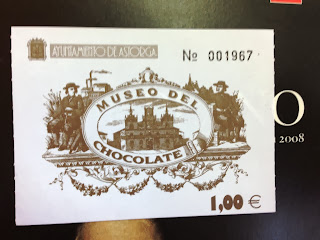 AYUNTAMIENTO DE ASTORGA
Nº 001967
MUSEO DEL
CHOCOLATE
O
2008
1,00 €